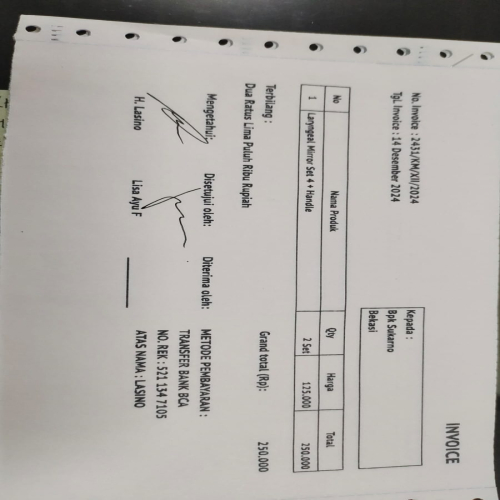 INVOICE
No. Invoice : 2431/KM/XII/2024
Tgl. Invoice : 14 Desember 2024
Kepada :
Bpk Sukarno
Bekasi
No Nama Produk Qty Harga Total
1 Laryngeal Mirror Set 4 + Handle 2 Set 125.000 250.000
Grand total (Rp): 250.000
Terbilang :
Dua Ratus Lima Puluh Ribu Rupiah
Mengetahui: Disetujui oleh: Diterima oleh:
H. Lasino Lisa Ayu F
METODE PEMBAYARAN :
TRANSFER BANK BCA
NO. REK : 521 134 7105
ATAS NAMA : LASINO